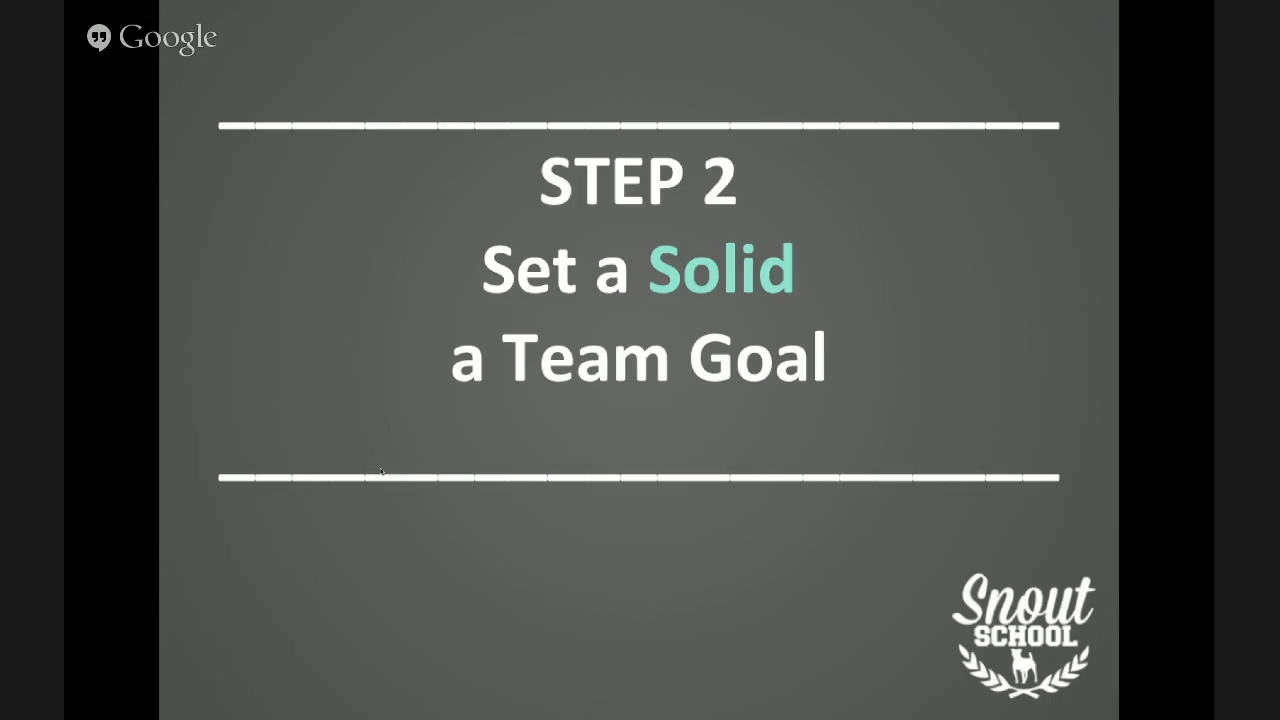 Google
STEP 2
Set a Solid
a Team Goal
Snout
SCHOOL